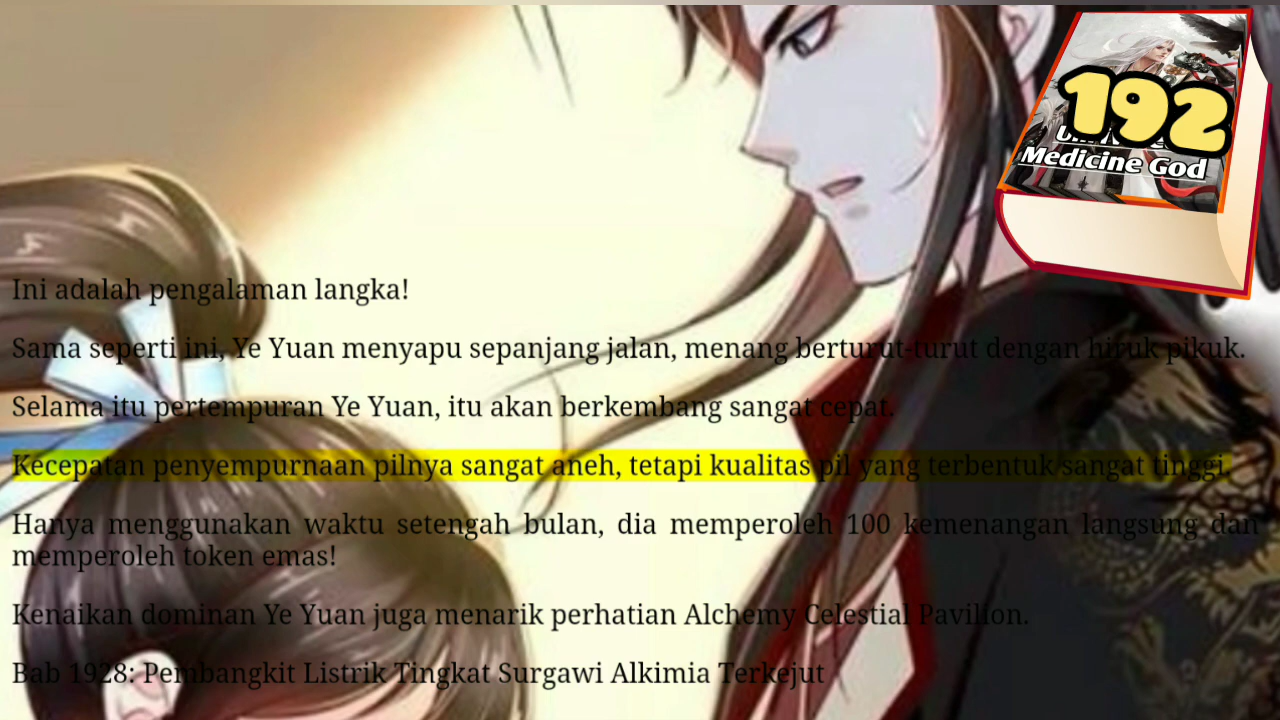 192
Medicine God
Ini adalah pengalaman langka!
Sama seperti ini, Ye Yuan menyapu sepanjang jalan, menang berturut-turut dengan hiruk pikuk.
Selama itu pertempuran Ye Yuan, itu akan berkembang sangat cepat.
Kecepatan penyempurnaan pilnya sangat aneh, tetapi kualitas pil yang terbentuk sangat tinggi.
Hanya menggunakan waktu setengah bulan, dia memperoleh 100 kemenangan langsung dan
memperoleh token emas!
Kenaikan dominan Ye Yuan juga menarik perhatian Alchemy Celestial Pavilion.
Bab 1928: Pembangkit Listrik Tingkat Surgawi Alkimia Terkejut